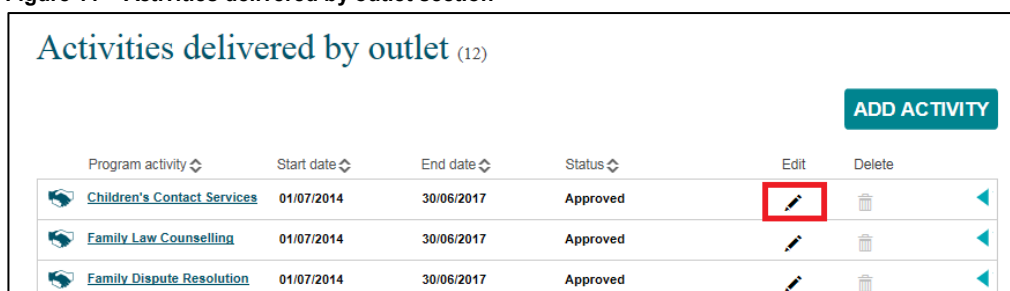 Activities delivered by outlet (12)
ADD ACTIVITY
Program activity Start date End date Status Edit Delete
Children's Contact Services 01/07/2014 30/06/2017 Approved
Family Law Counselling 01/07/2014 30/06/2017 Approved
Family Dispute Resolution 01/07/2014 30/06/2017 Approved